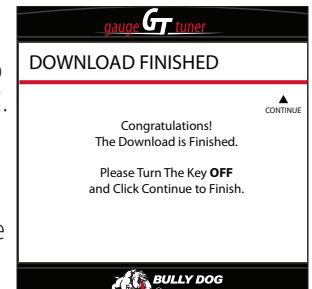 gauge GT tuner
DOWNLOAD FINISHED
CONTINUE
Congratulations!
The Download is Finished.
Please Turn The Key OFF
and Click Continue to Finish.
BULLY DOG